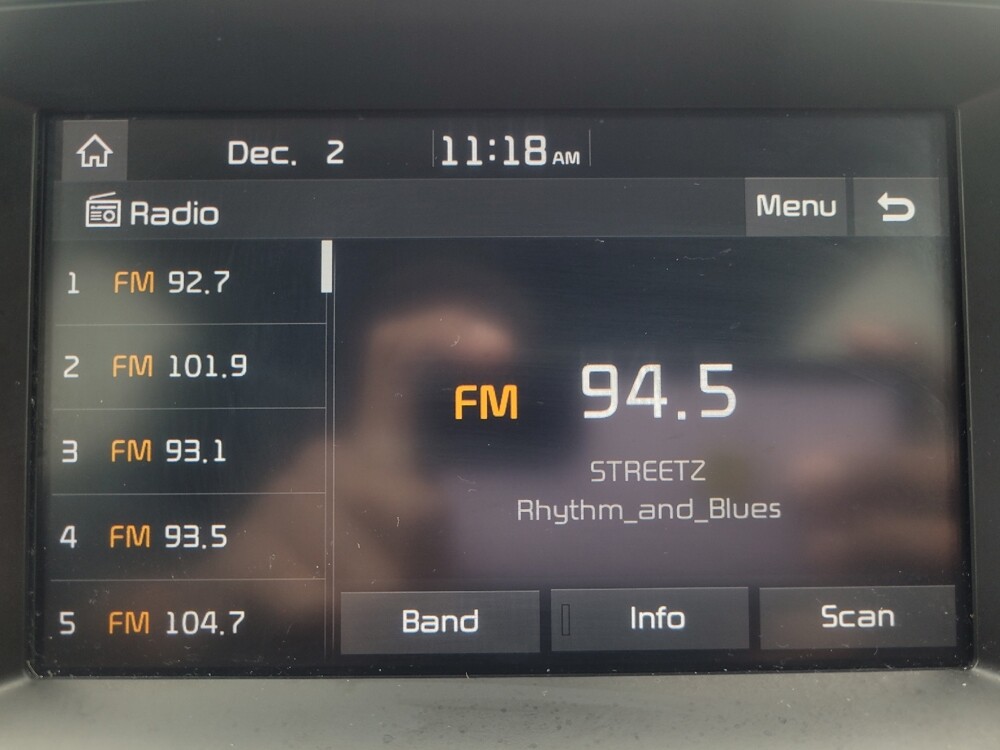 Dec. 2 11:18 AM
Radio Menu
1 FM 92.7
2 FM 101.9
3 FM 93.1
4 FM 93.5
5 FM 104.7
FM 94.5
STREETZ
Rhythm_and_Blues
Band Info Scan